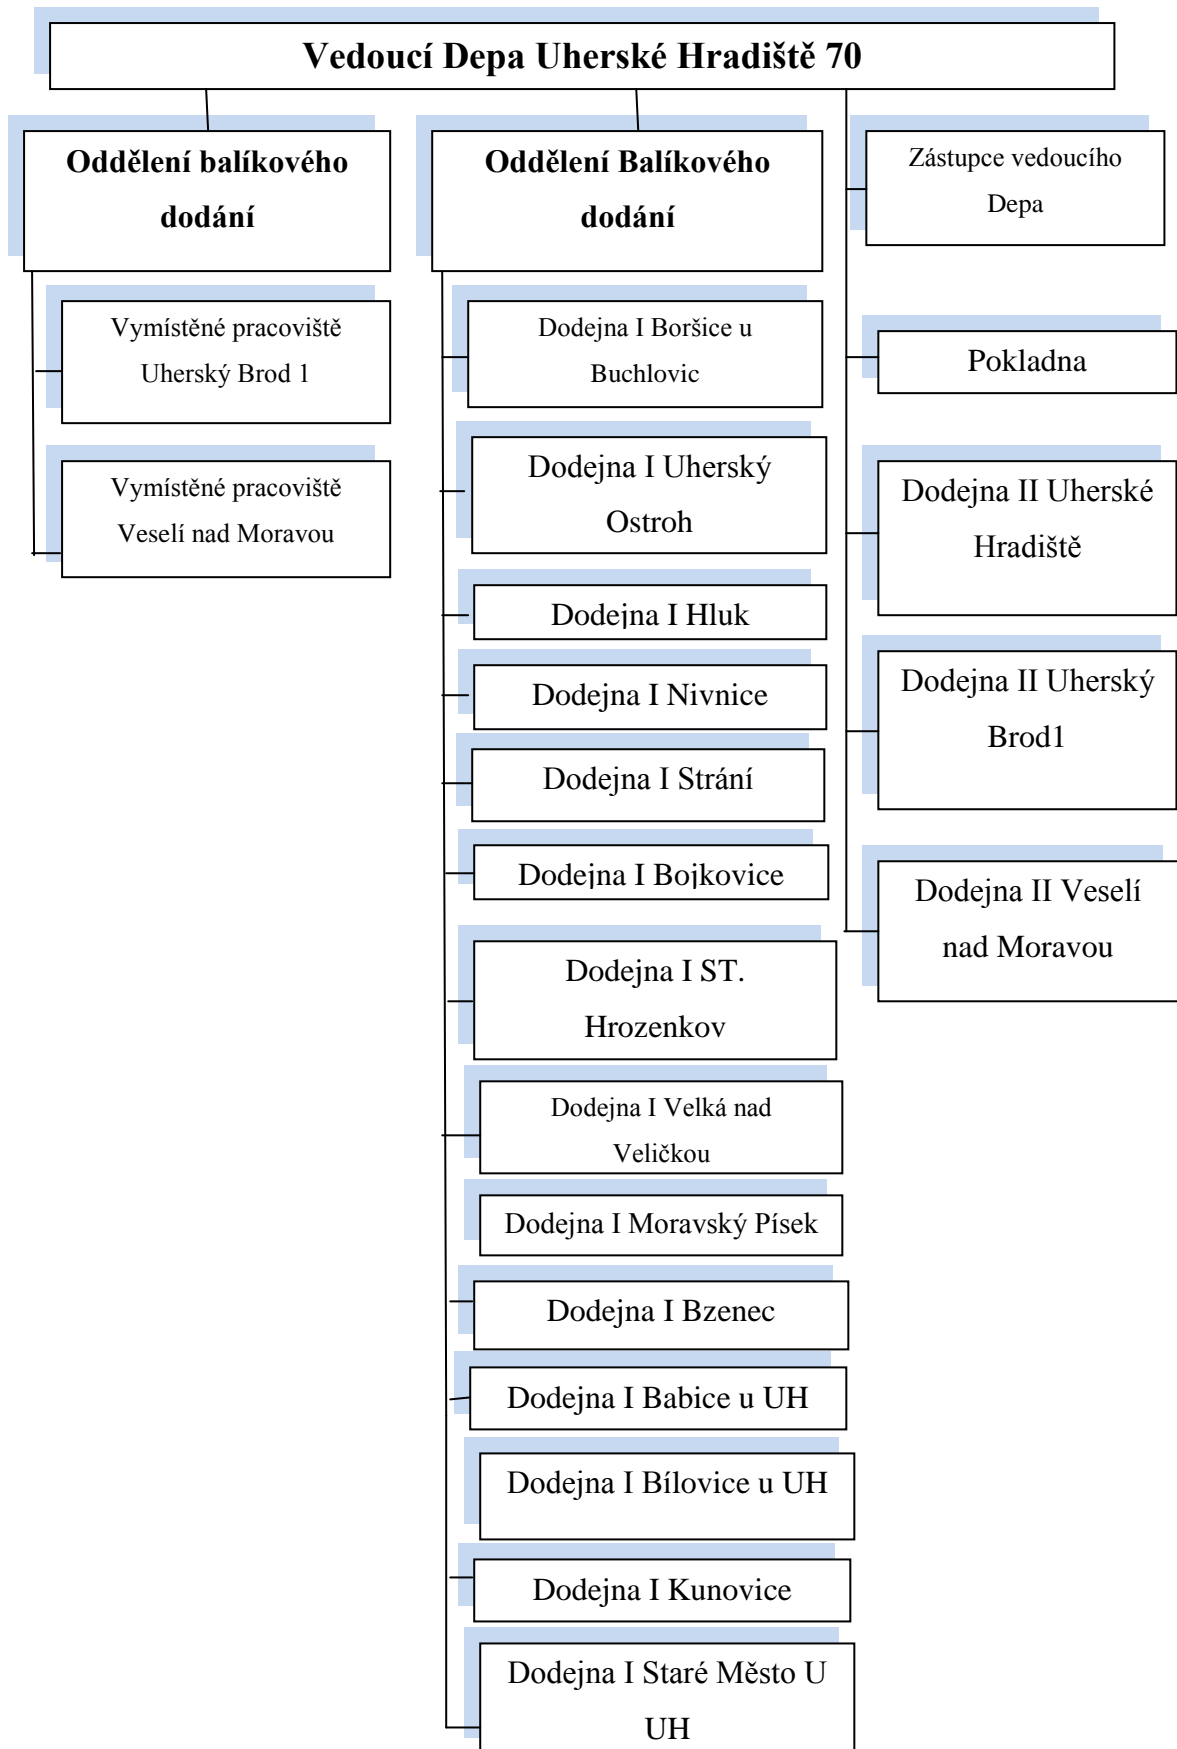 Vedoucí Depa Uherské Hradiště 70
Oddělení balíkového
dodání
Vymístěné pracoviště
Uherský Brod 1
Vymístěné pracoviště
Veselí nad Moravou
Oddělení Balíkového
dodání
Dodejna I Boršice u
Buchlovic
Dodejna I Uherský
Ostroh
Dodejna I Hluk
Dodejna I Nivnice
Dodejna I Strání
Dodejna I Bojkovice
Dodejna I ST.
Hrozenkov
Dodejna I Velká nad
Veličkou
Dodejna I Moravský Písek
Dodejna I Bzenec
Dodejna I Babice u UH
Dodejna I Bílovice u UH
Dodejna I Kunovice
Dodejna I Staré Město U
UH
Zástupce vedoucího
Depa
Pokladna
Dodejna II Uherské
Hradiště
Dodejna II Uherský
Brod1
Dodejna II Veselí
nad Moravou